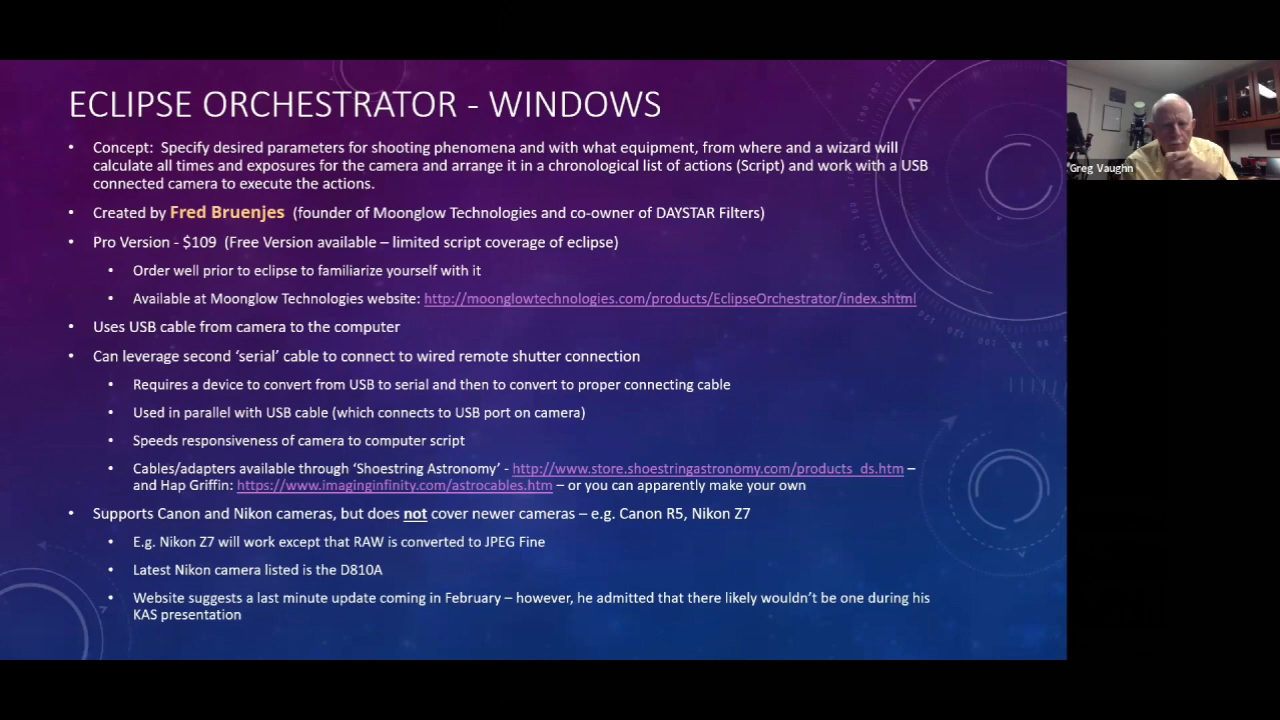 ECLIPSE ORCHESTRATOR - WINDOWS
• Concept: Specify desired parameters for shooting phenomena and with what equipment, from where and a wizard will
calculate all times and exposures for the camera and arrange it in a chronological list of actions (Script) and work with a USB
connected camera to execute the actions.
• Created by Fred Bruenjes (founder of Moonglow Technologies and co-owner of DAYSTAR Filters)
• Pro Version - $109 (Free Version available – limited script coverage of eclipse)
• Order well prior to eclipse to familiarize yourself with it
• Available at Moonglow Technologies website: http://moonglowtechnologies.com/products/EclipseOrchestrator/index.shtml
• Uses USB cable from camera to the computer
• Can leverage second ‘serial’ cable to connect to wired remote shutter connection
• Requires a device to convert from USB to serial and then to convert to proper connecting cable
• Used in parallel with USB cable (which connects to USB port on camera)
• Speeds responsiveness of camera to computer script
• Cables/adapters available through ‘Shoestring Astronomy’ - http://www.store.shoestringastronomy.com/products_ds.htm –
and Hap Griffin: https://www.imaginginfinity.com/astrocables.htm – or you can apparently make your own
• Supports Canon and Nikon cameras, but does not cover newer cameras – e.g. Canon R5, Nikon Z7
• E.g. Nikon Z7 will work except that RAW is converted to JPEG Fine
• Latest Nikon camera listed is the D810A
• Website suggests a last minute update coming in February – however, he admitted that there likely wouldn’t be one during his
KAS presentation
Greg Vaughn